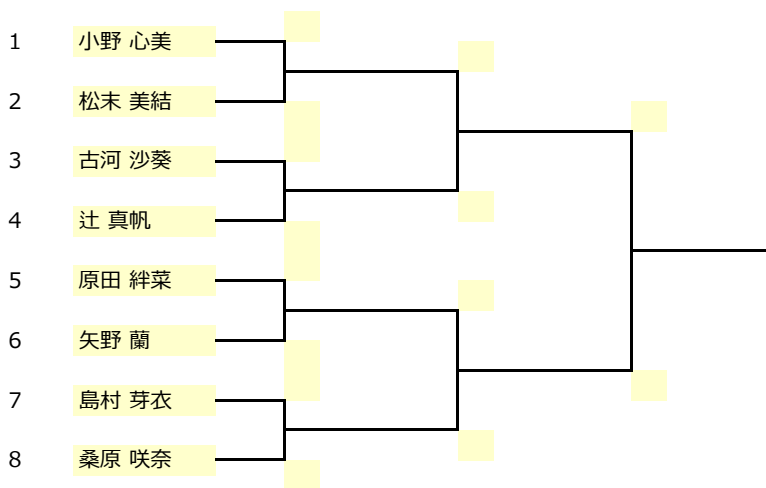 1 小野 心美
2 松末 美結
3 古河 沙葵
4 辻 真帆
5 原田 絆菜
6 矢野 蘭
7 島村 芽衣
8 桑原 咲奈